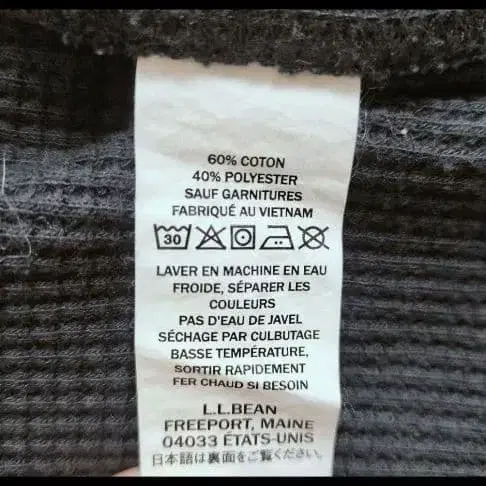 60% COTON
40% POLYESTER
SAUF GARNITURES
FABRIQUÉ AU VIETNAM
30
LAVER EN MACHINE EN EAU
FROIDE, SÉPARER LES
COULEURS
PAS D'EAU DE JAVEL
SÉCHAGE PAR CULBUTAGE
BASSE TEMPÉRATURE,
SORTIR RAPIDEMENT
FER CHAUD SI BESOIN
L.L.BEAN
FREEPORT, MAINE
04033 ÉTATS-UNIS
日本語は裏面をご覧ください。